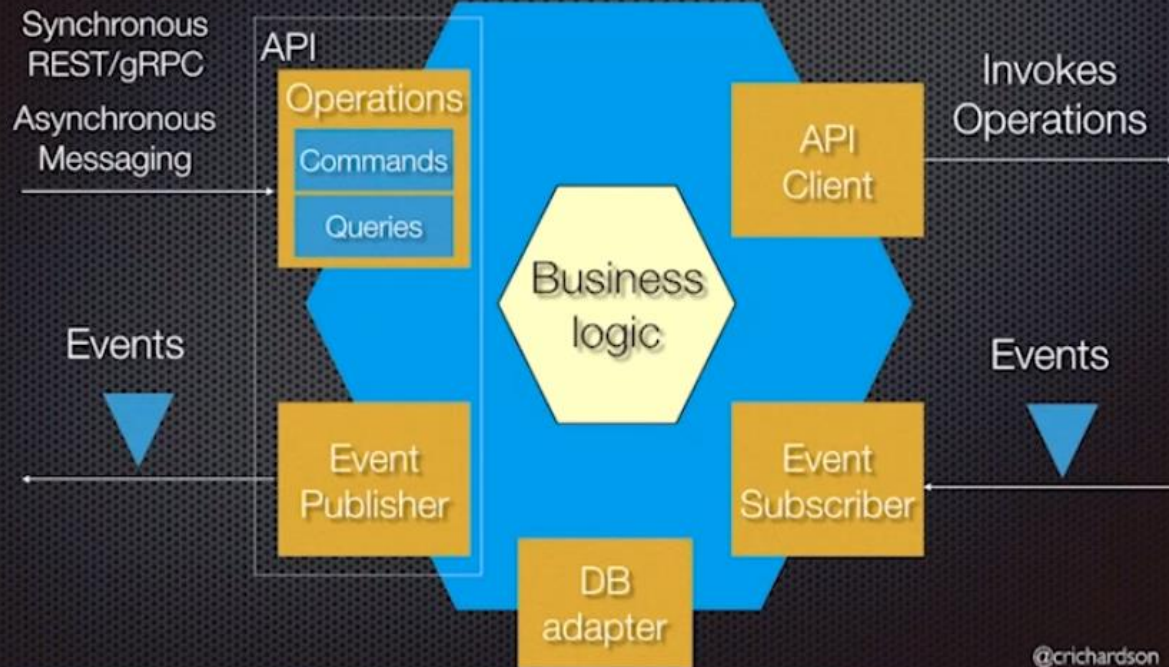 Synchronous
REST/gRPC
Asynchronous
Messaging
API
Operations
Commands
Queries
Events
Event
Publisher
Business
logic
DB
adapter
API
Client
Invokes
Operations
Events
Event
Subscriber
@crichardson